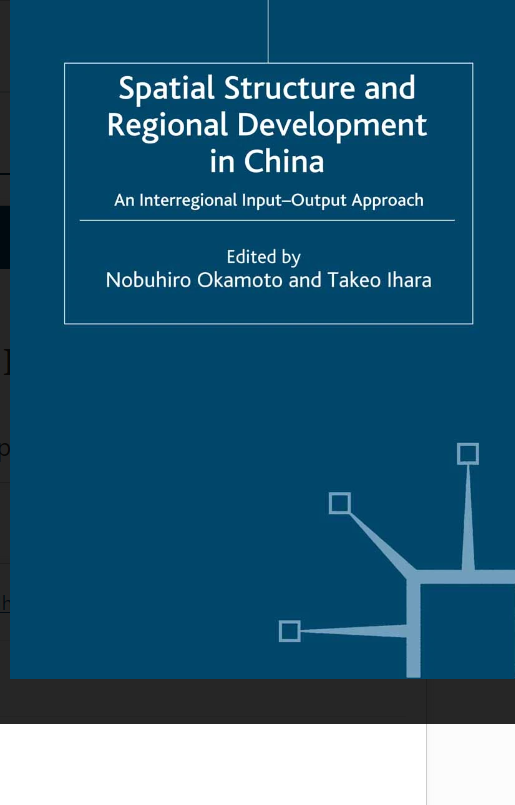 Spatial Structure and
Regional Development
in China
An Interregional Input–Output Approach
Edited by
Nobuhiro Okamoto and Takeo Ihara